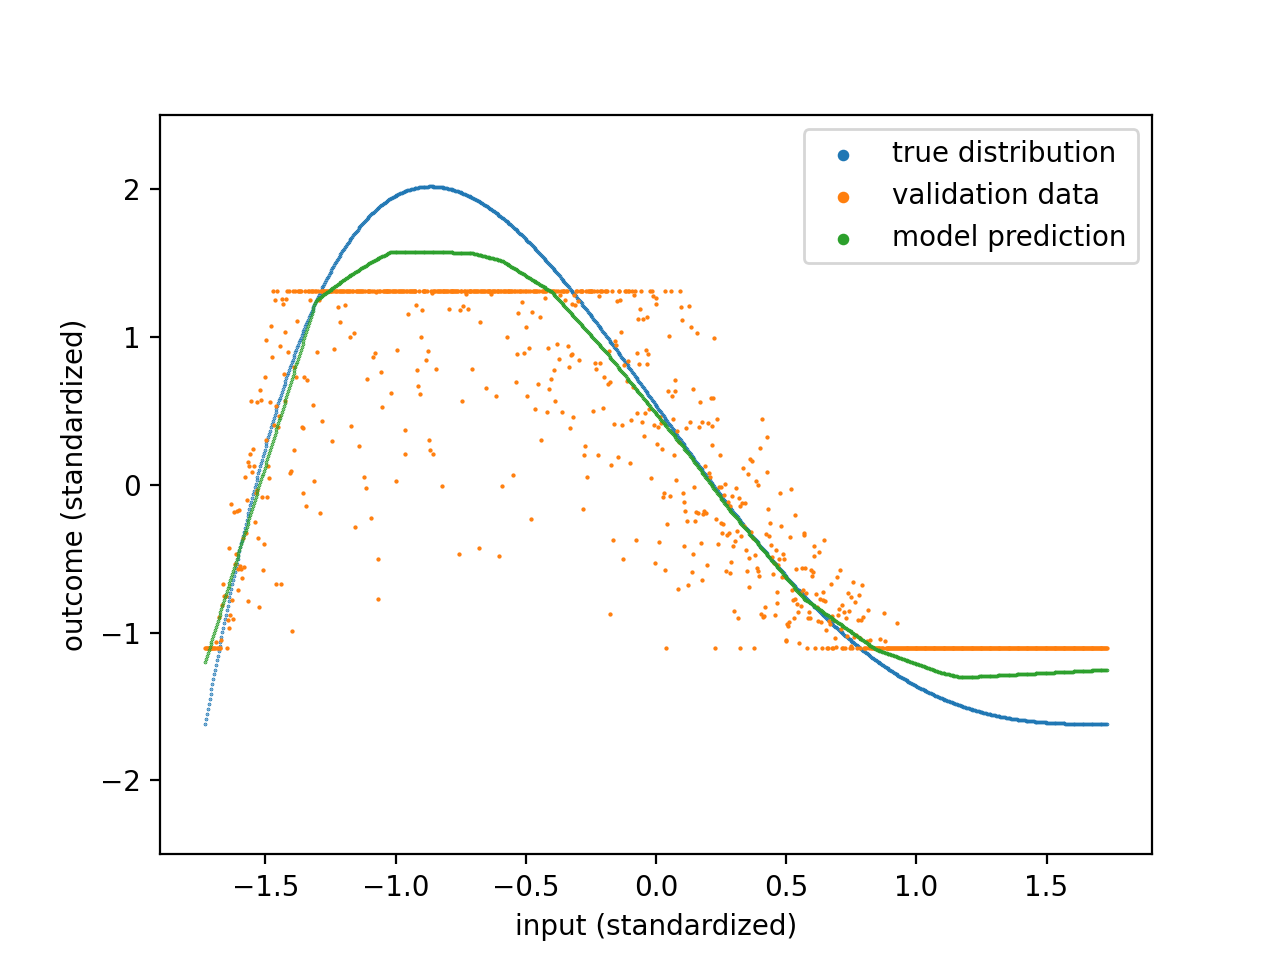 true distribution
validation data
model prediction
2
1
0
−1
−2
outcome (standardized)
−1.5 −1.0 −0.5 0.0 0.5 1.0 1.5
input (standardized)